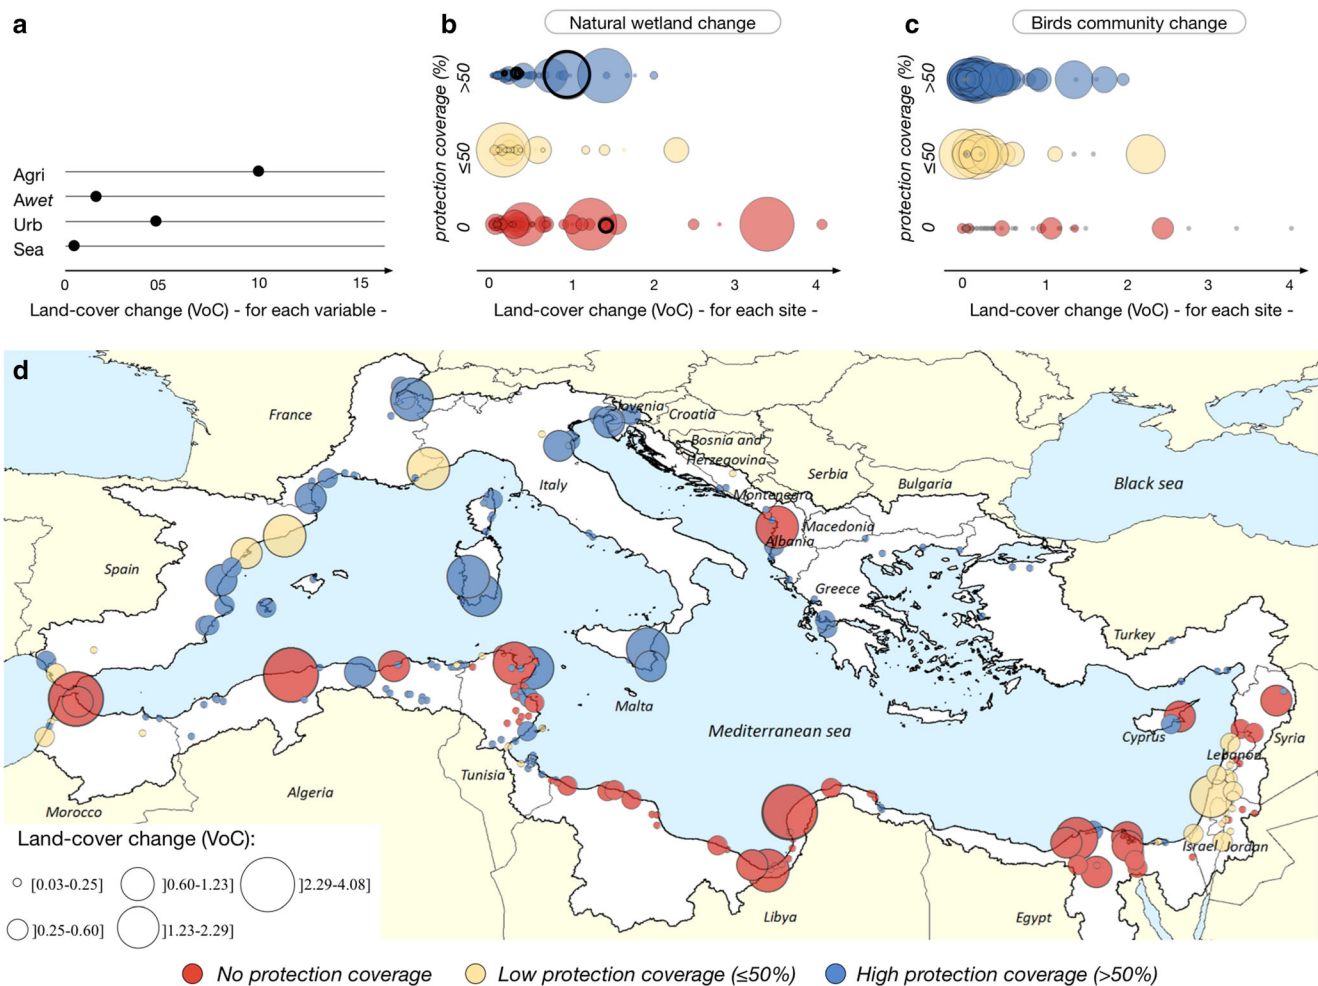 a
Agri
Awet
Urb
Sea
0 05 10 15
Land-cover change (VoC) - for each variable -
b
Natural wetland change
protection coverage (%)
>50
≤50
0
0 1 2 3 4
Land-cover change (VoC) - for each site -
c
Birds community change
protection coverage (%)
>50
≤50
0
0 1 2 3 4
Land-cover change (VoC) - for each site -
d
France
Slovenia
Croatia
Bosnia and
Herzegovina
Serbia
Bulgaria
Black sea
Italy
Montenegro
Macedonia
Albania
Spain
Greece
Turkey
Malta
Mediterranean sea
Cyprus
Syria
Lebanon
Tunisia
Algeria
Morocco
Israel
Jordan
Libya
Egypt
Land-cover change (VoC):
[0.03-0.25] ]0.60-1.23] ]2.29-4.08]
]0.25-0.60] ]1.23-2.29]
No protection coverage Low protection coverage (≤50%) High protection coverage (>50%)